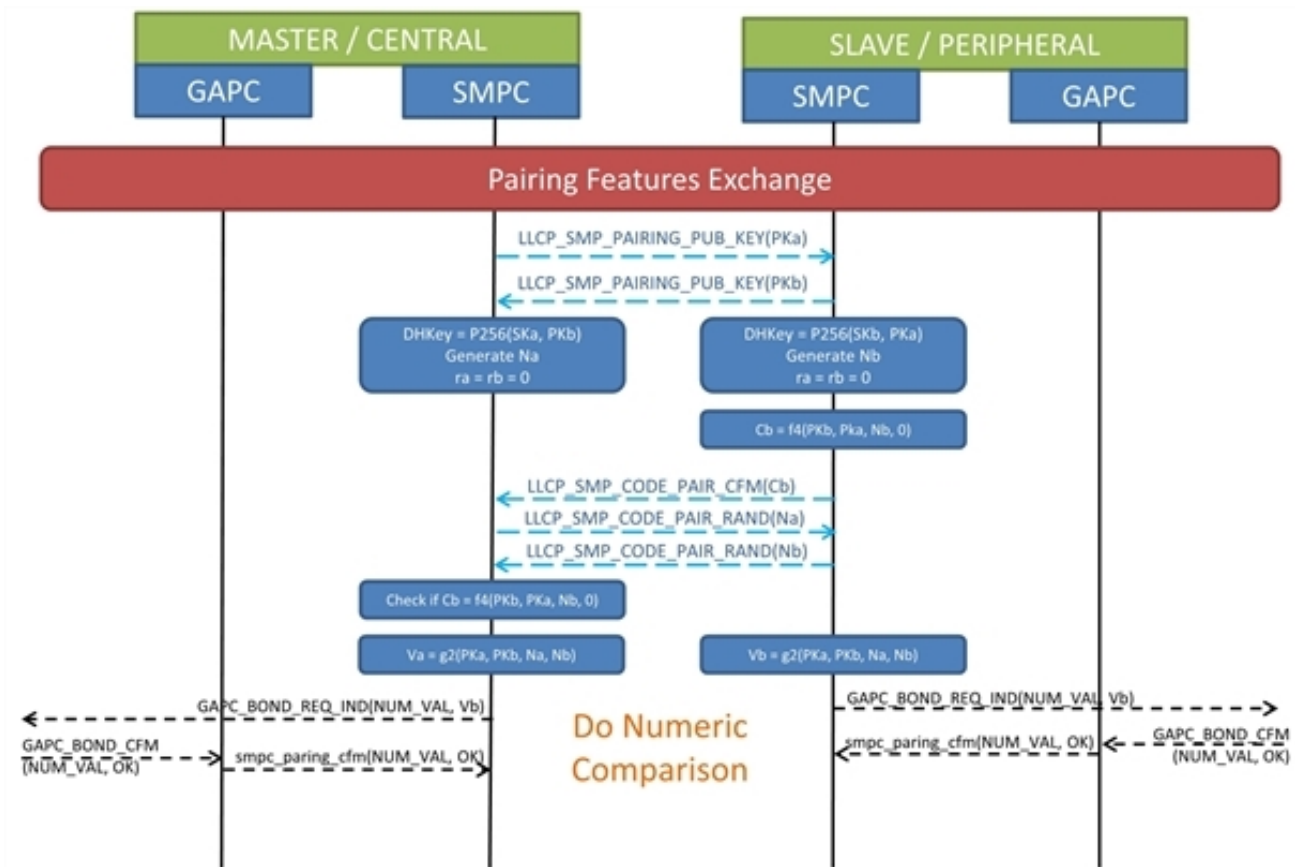 MASTER / CENTRAL
SLAVE / PERIPHERAL
GAPC
SMPC
SMPC
GAPC
Pairing Features Exchange
LLCP_SMP_PAIRING_PUB_KEY(PKa)
LLCP_SMP_PAIRING_PUB_KEY(PKb)
DHKey = P256(SKa, PKb)
Generate Na
ra = rb = 0
DHKey = P256(SKb, PKa)
Generate Nb
ra = rb = 0
Cb = f4(PKb, Pka, Nb, 0)
LLCP_SMP_CODE_PAIR_CFM(Cb)
LLCP_SMP_CODE_PAIR_RAND(Na)
LLCP_SMP_CODE_PAIR_RAND(Nb)
Check if Cb = f4(PKb, PKa, Nb, 0)
Va = g2(PKa, PKb, Na, Nb)
Vb = g2(PKa, PKb, Na, Nb)
GAPC_BOND_REQ_IND(NUM_VAL, Vb)
GAPC_BOND_REQ_IND(NUM_VAL, Vb)
Do Numeric
Comparison
GAPC_BOND_CFM
(NUM_VAL, OK)
smpc_paring_cfm(NUM_VAL, OK)
smpc_paring_cfm(NUM_VAL, OK)
GAPC_BOND_CFM
(NUM_VAL, OK)